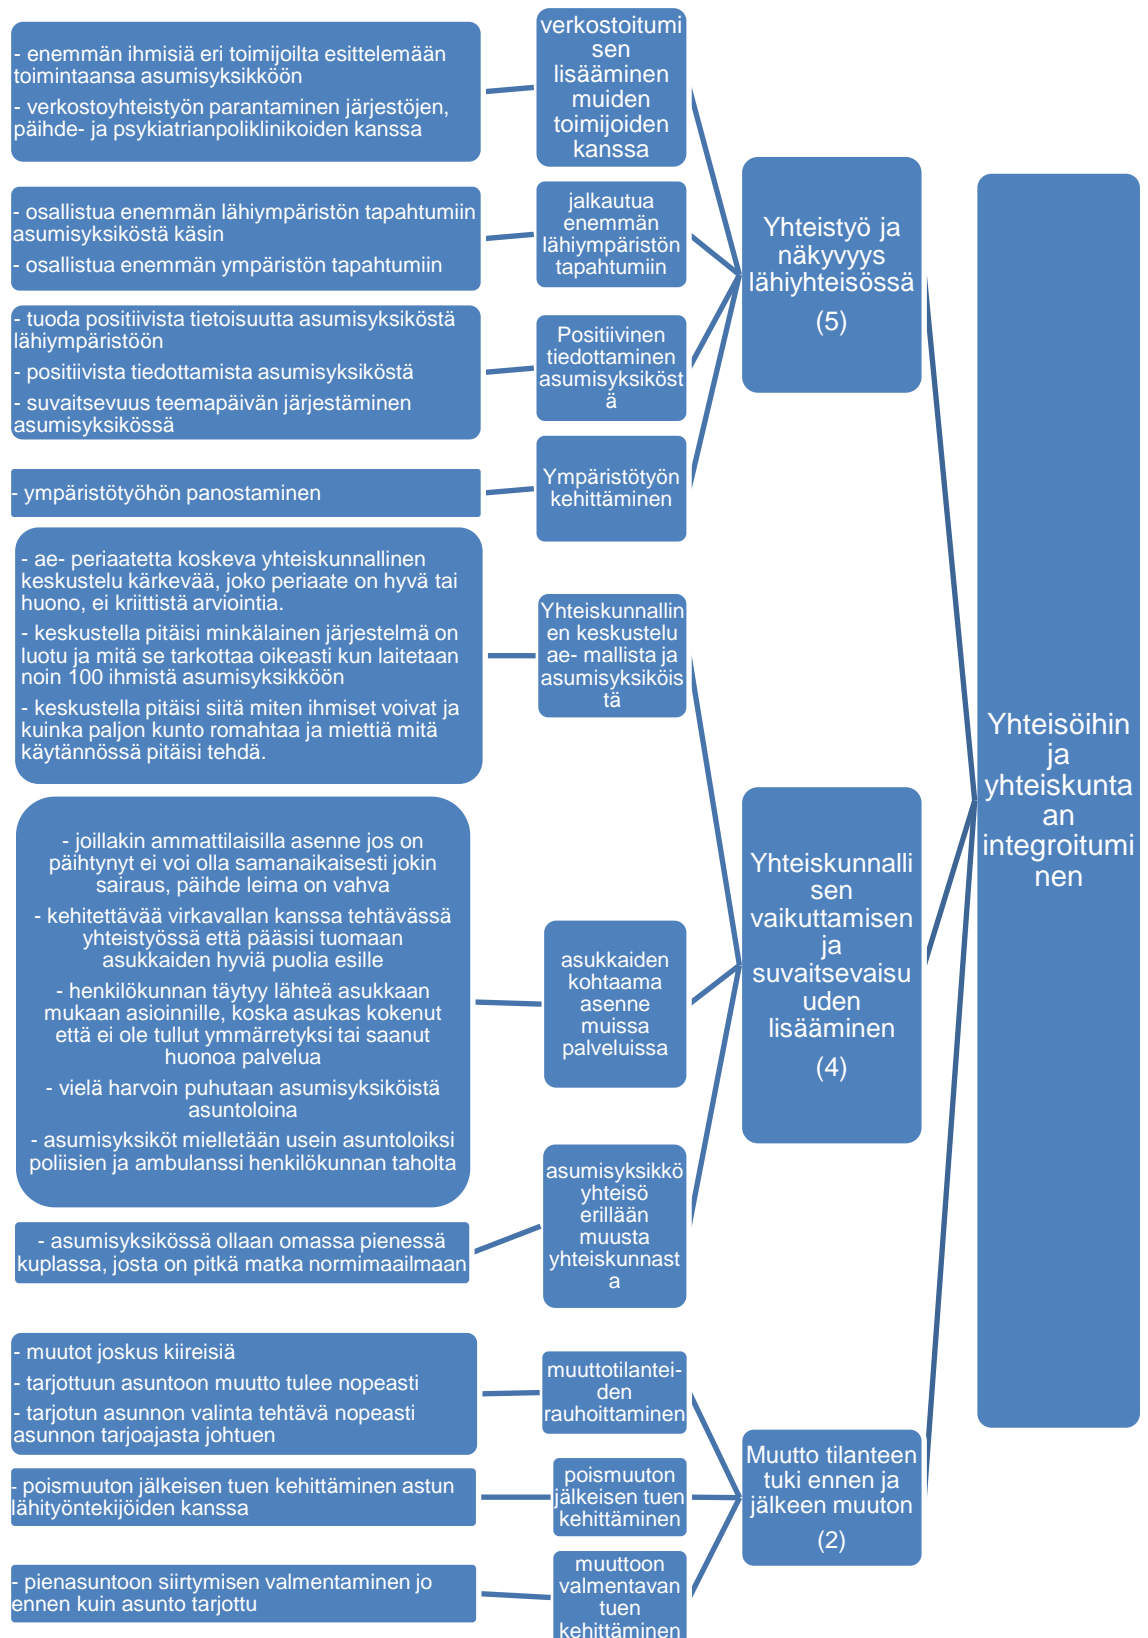 - enemmän ihmisiä eri toimijoilta esittelemään
toimintaansa asumisyksikköön
- verkostoyhteistyön parantaminen järjestöjen,
päihde- ja psykiatrianpoliklinikoiden kanssa
verkostoitumi
sen
lisääminen
muiden
toimijoiden
kanssa
- osallistua enemmän lähiympäristön tapahtumiin
asumisyksiköstä käsin
- osallistua enemmän ympäristön tapahtumiin
jalkautua
enemmän
lähiympäristön
tapahtumiin
- tuoda positiivista tietoisuutta asumisyksiköstä
lähiympäristöön
- positiivista tiedottamista asumisyksiköstä
- suvaitsevuus teemapäivän järjestäminen
asumisyksikössä
Positiivinen
tiedottaminen
asumisyksiköst
ä
- ympäristötyöhön panostaminen
Ympäristötyön
kehittäminen
Yhteistyö ja
näkyvyys
lähiyhteisössä
(5)
- ae- periaatetta koskeva yhteiskunnallinen
keskustelu kärkevää, joko periaate on hyvä tai
huono, ei kriittistä arviointia.
- keskustella pitäisi minkälainen järjestelmä on
luotu ja mitä se tarkottaa oikeasti kun laitetaan
noin 100 ihmistä asumisyksikköön
- keskustella pitäisi siitä miten ihmiset voivat ja
kuinka paljon kunto romahtaa ja miettiä mitä
käytännössä pitäisi tehdä.
Yhteiskunnallin
en keskustelu
ae- mallista ja
asumisyksiköis
tä
- joillakin ammattilaisilla asenne jos on
päihtynyt ei voi olla samanaikaisesti jokin
sairaus, päihde leima on vahva
- kehitettävää virkavallan kanssa tehtävässä
yhteistyössä että pääsisi tuomaan
asukkaiden hyviä puolia esille
- henkilökunnan täytyy lähteä asukkaan
mukaan asioinnille, koska asukas kokenut
että ei ole tullut ymmärretyksi tai saanut
huonoa palvelua
- vielä harvoin puhutaan asumisyksiköistä
asuntoloina
- asumisyksiköt mielletään usein asuntoloiksi
poliisien ja ambulanssi henkilökunnan taholta
asukkaiden
kohtaama
asenne
muissa
palveluissa
- asumisyksikössä ollaan omassa pienessä
kuplassa, josta on pitkä matka normimaailmaan
asumisyksikkö
yhteisö
erillään
muusta
yhteiskunnast
a
Yhteiskunnalli
sen
vaikuttamisen
ja
suvaitsevaisu
uden
lisääminen
(4)
- muutot joskus kiireisiä
- tarjottuun asuntoon muutto tulee nopeasti
- tarjotun asunnon valinta tehtävä nopeasti
asunnon tarjoajasta johtuen
muuttotilantei-
den
rauhoittaminen
- poismuuton jälkeisen tuen kehittäminen astun
lähityöntekijöiden kanssa
poismuuton
jälkeisen tuen
kehittäminen
- pienasuntoon siirtymisen valmentaminen jo
ennen kuin asunto tarjottu
muuttoon
valmentavan
tuen
kehittäminen
Muutto tilanteen
tuki ennen ja
jälkeen muuton
(2)
Yhteisöihin
ja
yhteiskunta
an
integroitumi
nen